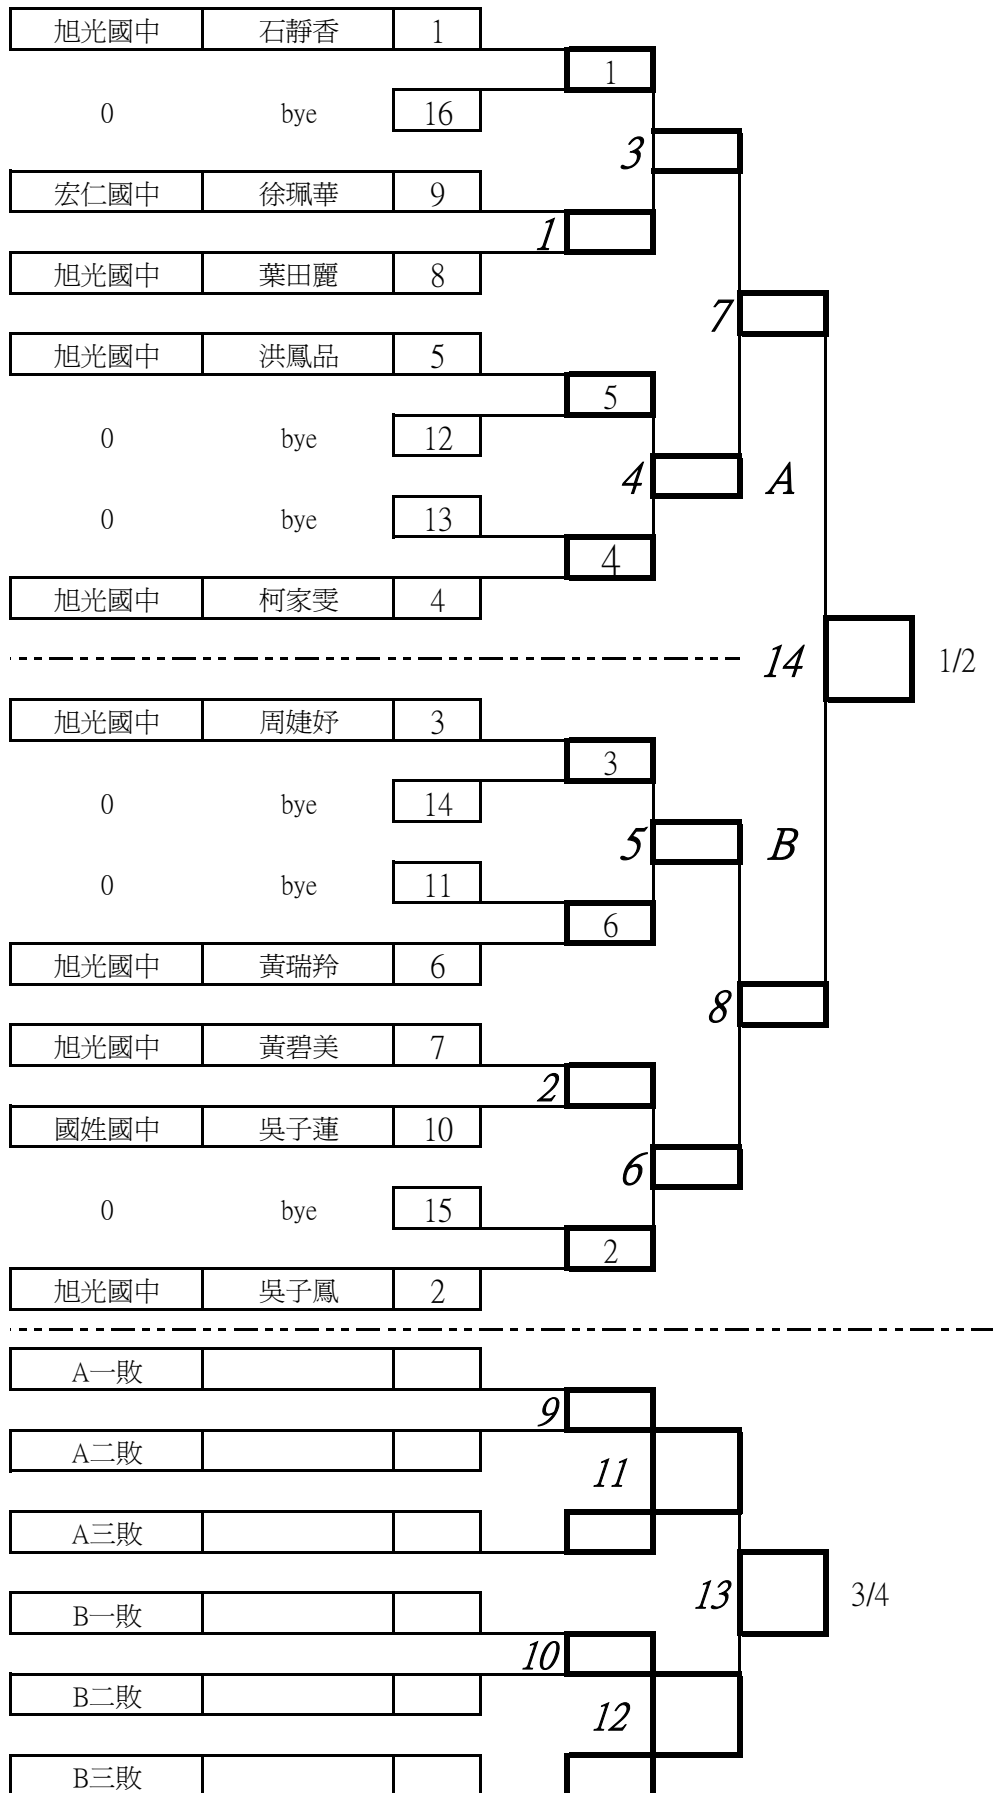 旭光國中 石靜香 1
1
0 bye 16
3
宏仁國中 徐珮華 9
1
旭光國中 葉田麗 8
7
旭光國中 洪鳳品 5
5
0 bye 12
4 A
0 bye 13
4
旭光國中 柯家雯 4
14 1/2
旭光國中 周婕妤 3
3
0 bye 14
5 B
0 bye 11
6
旭光國中 黃瑞羚 6
8
旭光國中 黃碧美 7
2
國姓國中 吳子蓮 10
6
0 bye 15
2
旭光國中 吳子鳳 2
A一敗
9
A二敗
11
A三敗
13 3/4
B一敗
10
B二敗
12
B三敗